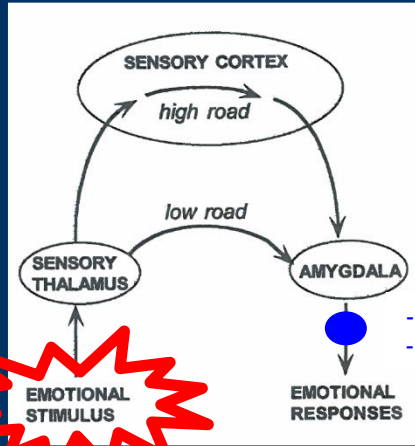 SENSORY CORTEX
high road
low road
SENSORY
THALAMUS
AMYGDALA
-
-
EMOTIONAL
STIMULUS
EMOTIONAL
RESPONSES